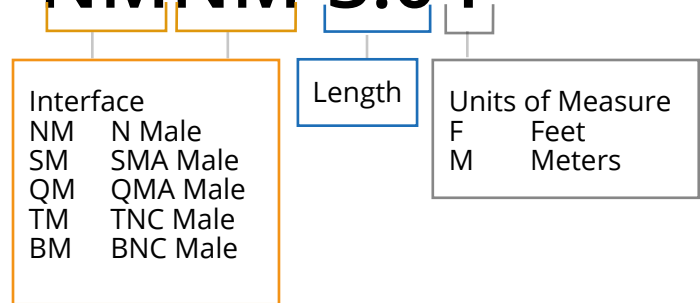 Interface
NM N Male
SM SMA Male
QM QMA Male
TM TNC Male
BM BNC Male
Length
Units of Measure
F Feet
M Meters